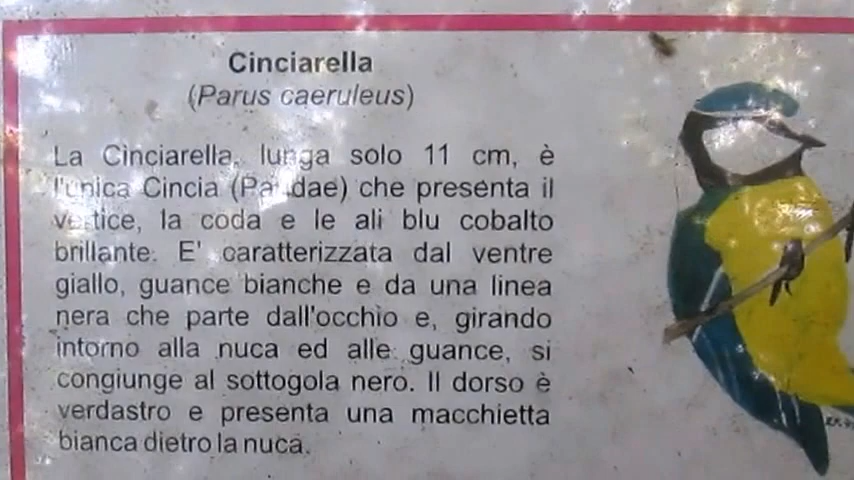 Cinciarella
(Parus caeruleus)
La Cinciarella, lunga solo 11 cm, è
l'unica Cincia (Paridae) che presenta il
vertice, la coda e le ali blu cobalto
brillante. E' caratterizzata dal ventre
giallo, guance bianche e da una linea
nera che parte dall'occhio e, girando
intorno alla nuca ed alle guance, si
congiunge al sottogola nero. Il dorso è
verdastro e presenta una macchietta
bianca dietro la nuca.